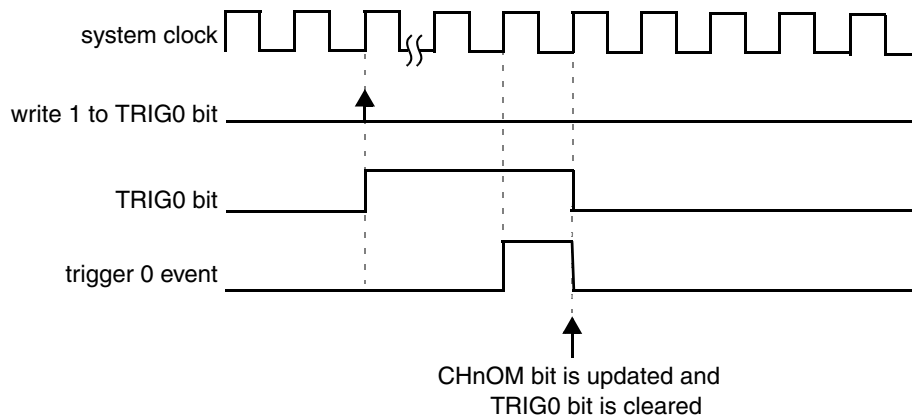 system clock
write 1 to TRIG0 bit
TRIG0 bit
trigger 0 event
CHnOM bit is updated and
TRIG0 bit is cleared